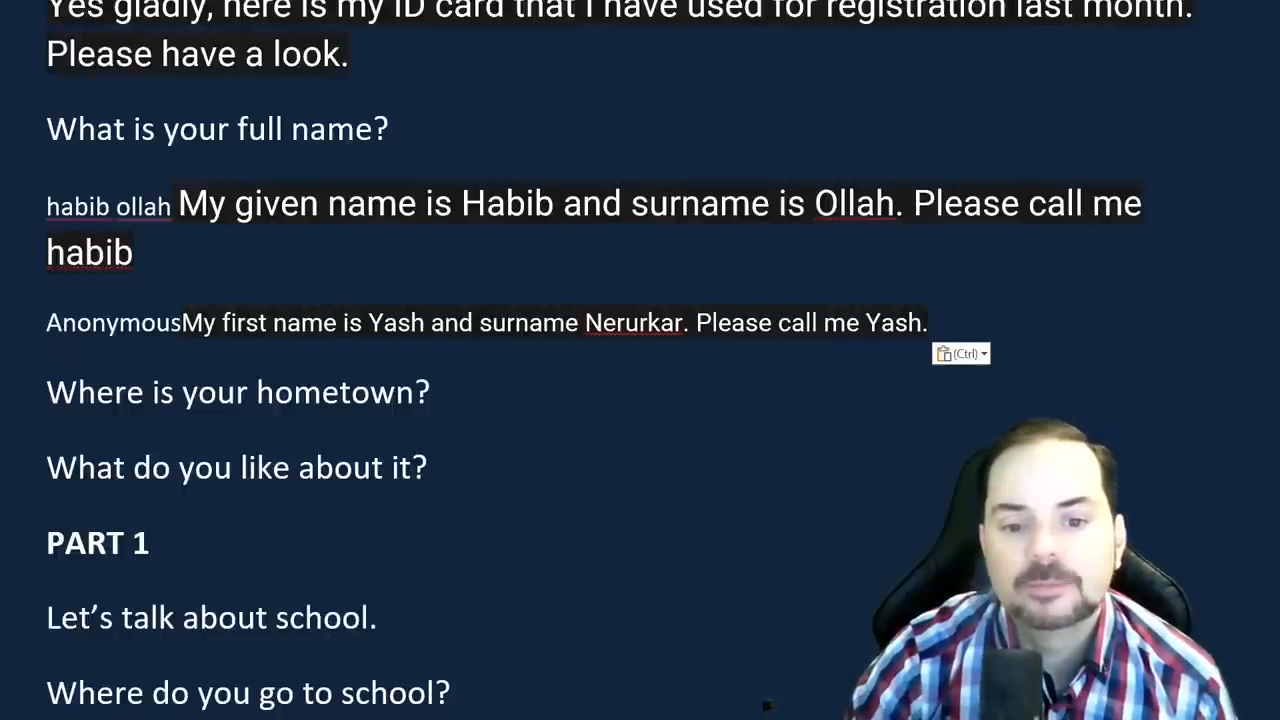 Yes gladly, here is my ID card that I have used for registration last month.
Please have a look.
What is your full name?
habib ollah My given name is Habib and surname is Ollah. Please call me
habib
AnonymousMy first name is Yash and surname Nerurkar. Please call me Yash.
(Ctrl)
Where is your hometown?
What do you like about it?
PART 1
Let’s talk about school.
Where do you go to school?